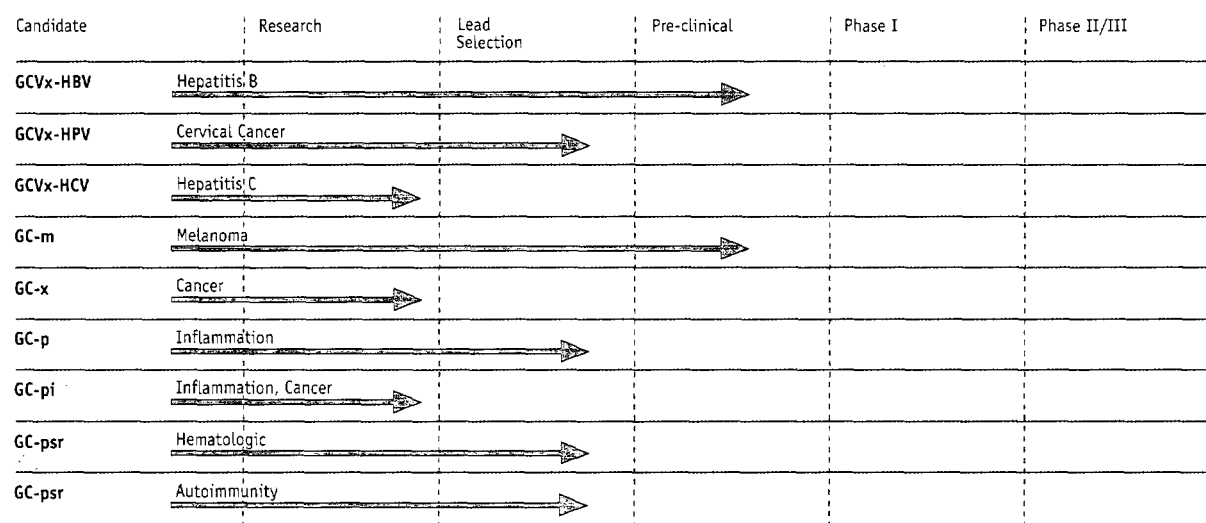 Candidate Research Lead Selection Pre-clinical Phase I Phase II/III
GCVx-HBV Hepatitis B
GCVx-HPV Cervical Cancer
GCVx-HCV Hepatitis C
GC-m Melanoma
GC-x Cancer
GC-p Inflammation
GC-pi Inflammation, Cancer
GC-psr Hematologic
GC-psr Autoimmunity